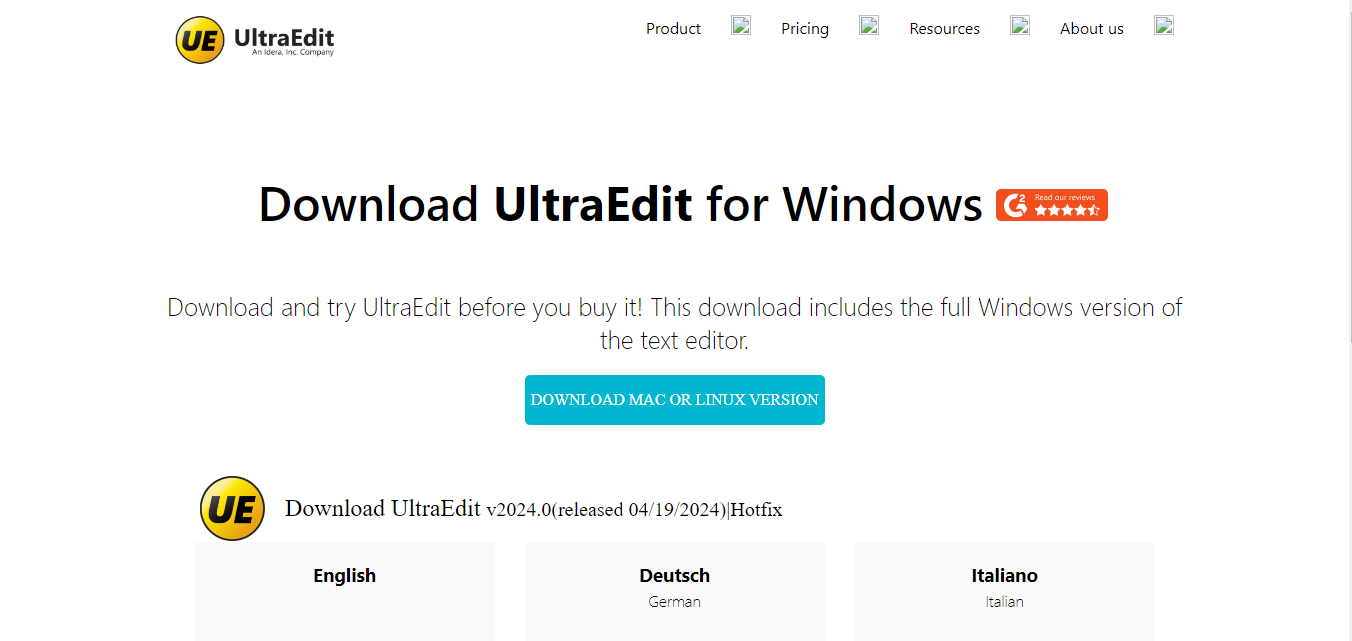 UE UltraEdit
An Idera, Inc. Company
Product Pricing Resources About us
Download UltraEdit for Windows
G2 Read our reviews
Download and try UltraEdit before you buy it! This download includes the full Windows version of
the text editor.
DOWNLOAD MAC OR LINUX VERSION
UE Download UltraEdit v2024.0(released 04/19/2024)|Hotfix
English Deutsch Italiano
German Italian